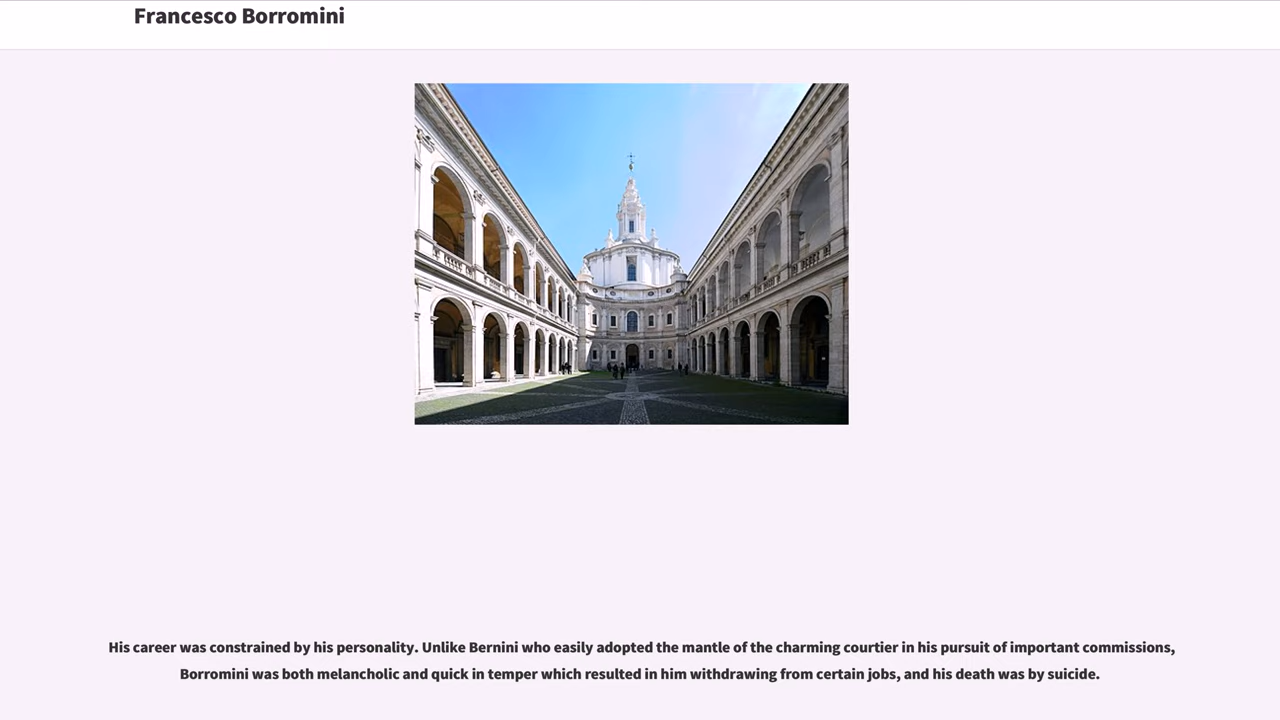 Francesco Borromini
His career was constrained by his personality. Unlike Bernini who easily adopted the mantle of the charming courtier in his pursuit of important commissions,
Borromini was both melancholic and quick in temper which resulted in him withdrawing from certain jobs, and his death was by suicide.